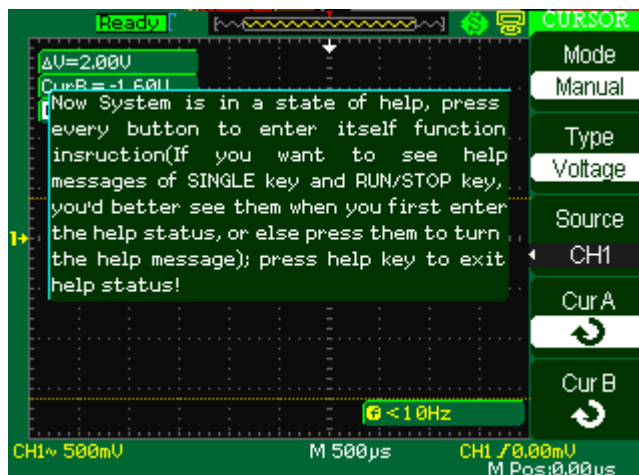 Ready
CURSOR
ΔV=2.00V
CurB=-1.60V
Now System is in a state of help, press
every button to enter itself function
insruction(If you want to see help
messages of SINGLE key and RUN/STOP key,
you'd better see them when you first enter
the help status, or else press them to turn
the help message); press help key to exit
help status!
Mode
Manual
Type
Voltage
Source
CH1
CurA
CurB
1
f <10Hz
CH1~ 500mV
M 500µs
CH1 /0.00mV
M Pos:0.00µs